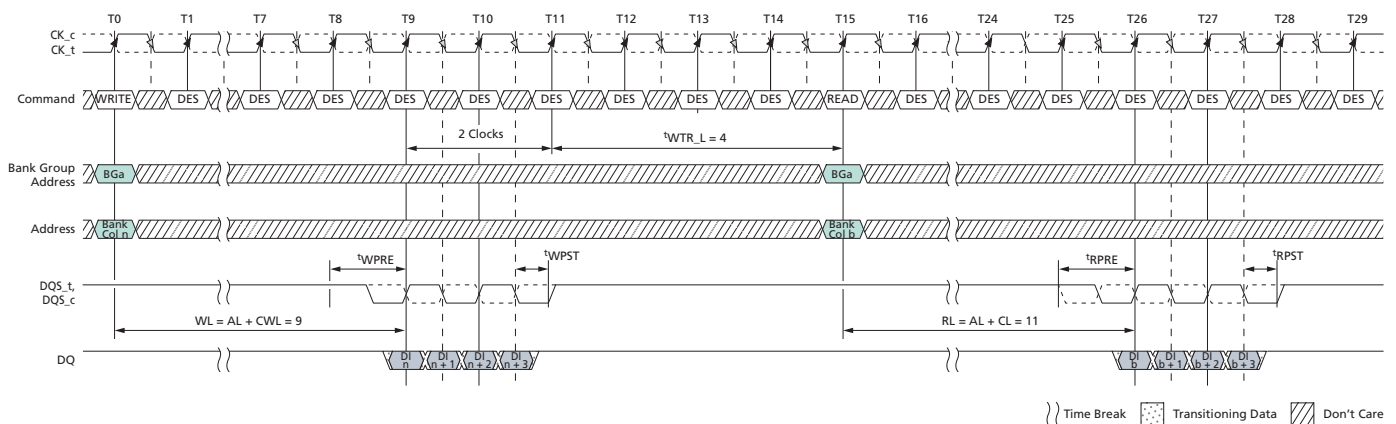 T0 T1 T7 T8 T9 T10 T11 T12 T13 T14 T15 T16 T24 T25 T26 T27 T28 T29
CK_c
CK_t
Command WRITE DES DES DES DES DES DES DES DES DES READ DES DES DES DES DES DES DES
2 Clocks tWTR_L = 4
Bank Group
Address BGa BGa
Address Bank
Col n Bank
Col b
tWPRE tWPST tRPRE tRPST
DQS_t,
DQS_c
WL = AL + CWL = 9 RL = AL + CL = 11
DQ DI
n DI
n + 1 DI
n + 2 DI
n + 3 DI
b DI
b + 1 DI
b + 2 DI
b + 3
Time Break Transitioning Data Don't Care